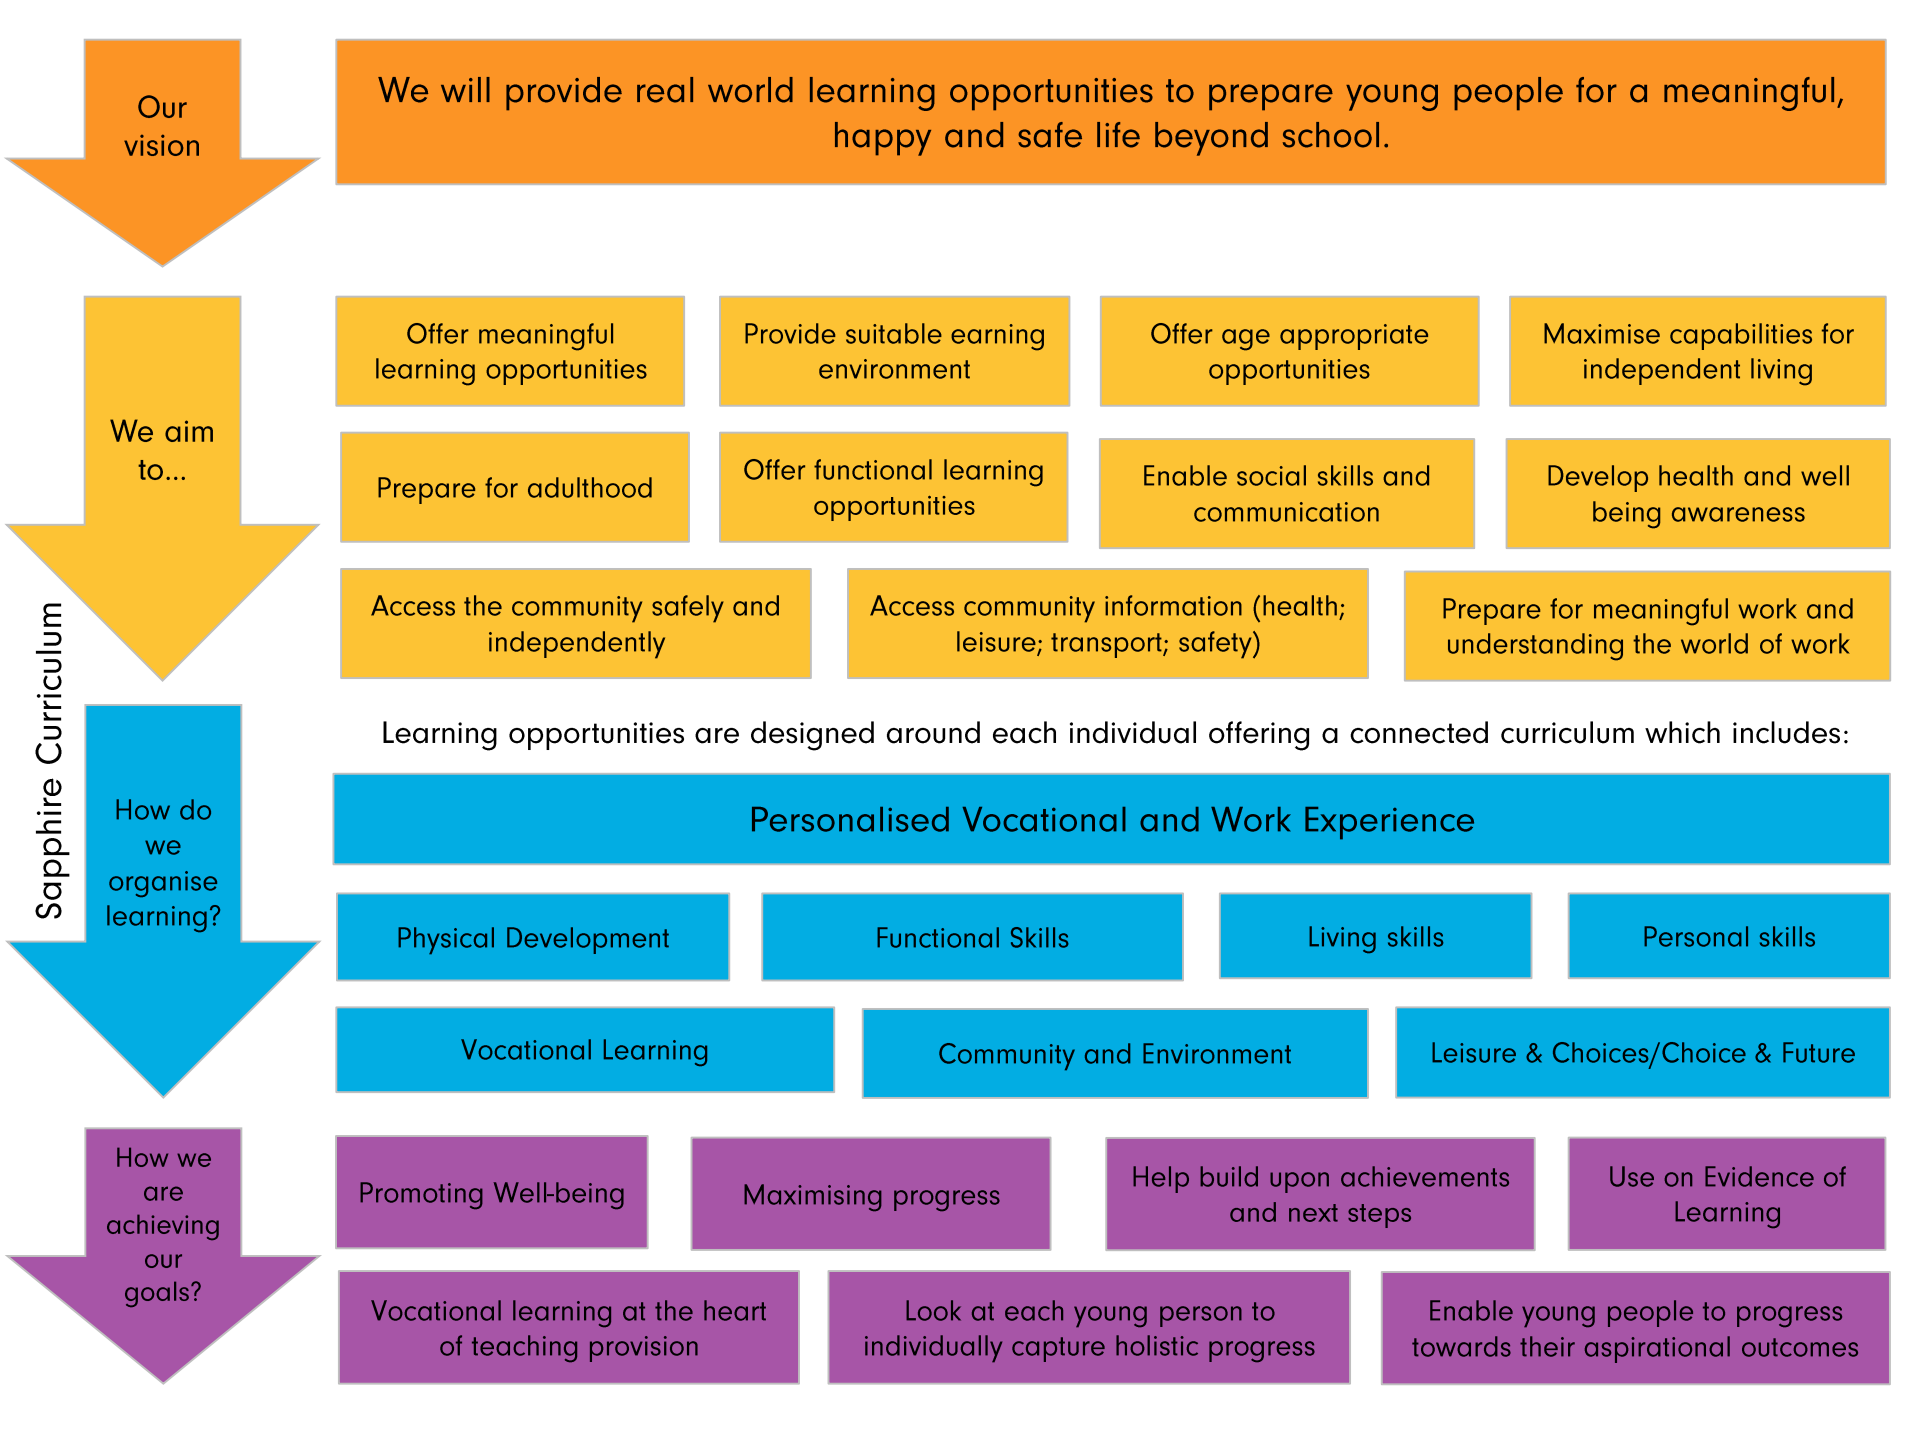 Our
vision
We will provide real world learning opportunities to prepare young people for a meaningful,
happy and safe life beyond school.
We aim
to...
Offer meaningful
learning opportunities
Provide suitable earning
environment
Offer age appropriate
opportunities
Maximise capabilities for
independent living
Prepare for adulthood
Offer functional learning
opportunities
Enable social skills and
communication
Develop health and well
being awareness
Access the community safely and
independently
Access community information (health;
leisure; transport; safety)
Prepare for meaningful work and
understanding the world of work
Sapphire Curriculum
How do
we
organise
learning?
Learning opportunities are designed around each individual offering a connected curriculum which includes:
Personalised Vocational and Work Experience
Physical Development
Functional Skills
Living skills
Personal skills
Vocational Learning
Community and Environment
Leisure & Choices/Choice & Future
How we
are
achieving
our
goals?
Promoting Well-being
Maximising progress
Help build upon achievements
and next steps
Use on Evidence of
Learning
Vocational learning at the heart
of teaching provision
Look at each young person to
individually capture holistic progress
Enable young people to progress
towards their aspirational outcomes